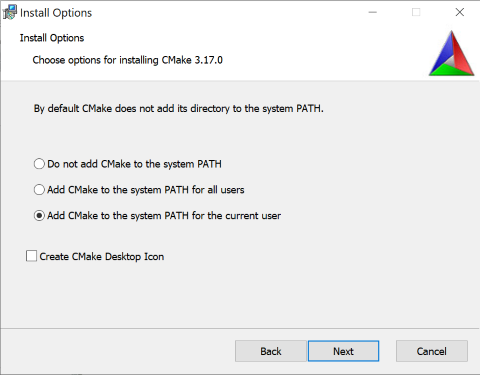 Install Options
Install Options
Choose options for installing CMake 3.17.0
By default CMake does not add its directory to the system PATH.
Do not add CMake to the system PATH
Add CMake to the system PATH for all users
Add CMake to the system PATH for the current user
Create CMake Desktop Icon
Back Next Cancel